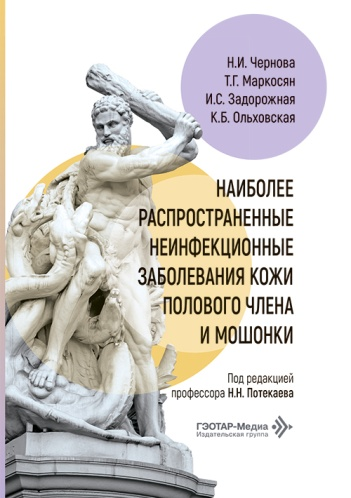 Н.И. Чернова
Т.Г. Маркосян
И.С. Задорожная
К.Б. Ольховская
НАИБОЛЕЕ
РАСПРОСТРАНЕННЫЕ
НЕИНФЕКЦИОННЫЕ
ЗАБОЛЕВАНИЯ КОЖИ
ПОЛОВОГО ЧЛЕНА
И МОШОНКИ
Под редакцией
профессора Н.Н. Потекаева
ГЭОТАР-Медиа
Издательская группа